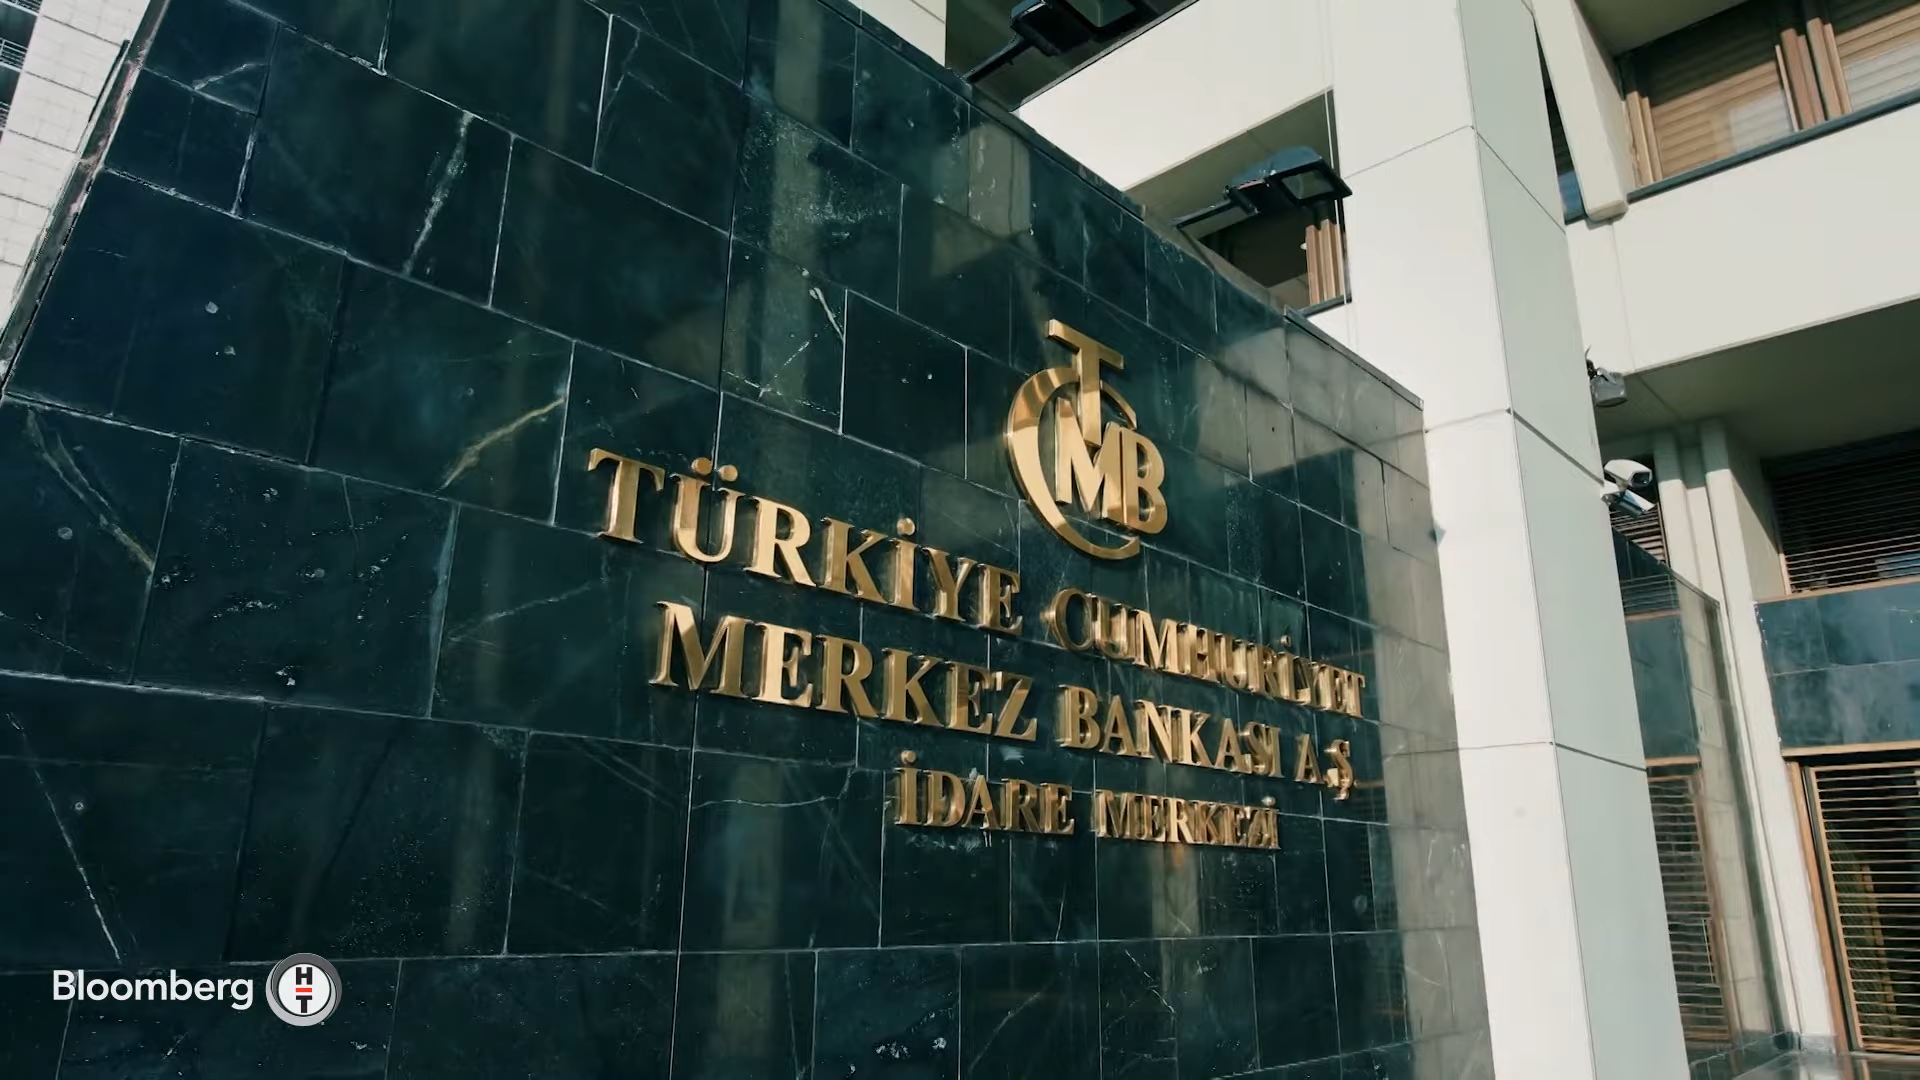 TCMB
TÜRKİYE CUMHURİYET
MERKEZ BANKASI A.Ş
İDARE MERKEZİ
Bloomberg HT